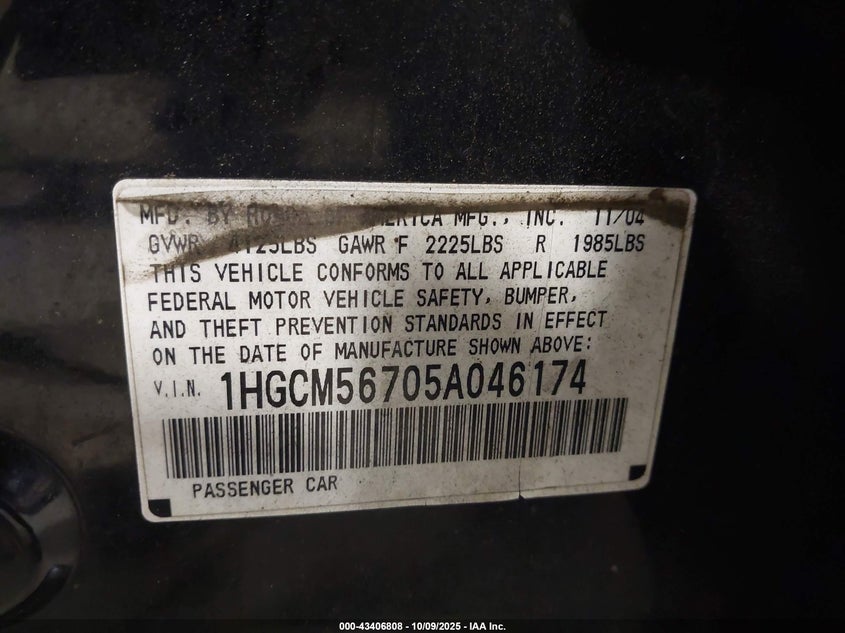 MFD. BY HONDA OF AMERICA MFG., INC. 11/04
GVWR 4125LBS GAWR F 2225LBS R 1985LBS
THIS VEHICLE CONFORMS TO ALL APPLICABLE
FEDERAL MOTOR VEHICLE SAFETY, BUMPER,
AND THEFT PREVENTION STANDARDS IN EFFECT
ON THE DATE OF MANUFACTURE SHOWN ABOVE:
V.I.N. 1HGCM56705A046174
PASSENGER CAR
000-43406808 - 10/09/2025 - IAA Inc.